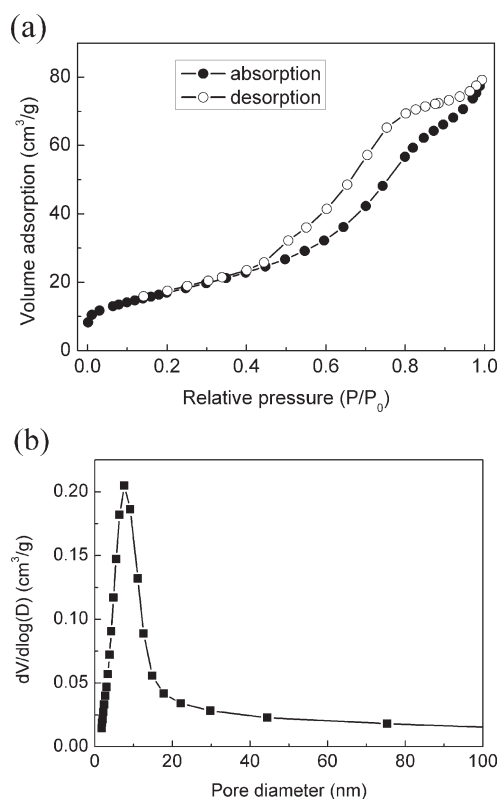 (a)
80
60
40
20
0
Volume adsorption (cm³/g)
absorption
desorption
0.0 0.2 0.4 0.6 0.8 1.0
Relative pressure (P/P₀)
(b)
0.20
0.15
0.10
0.05
0.00
dV/dlog(D) (cm³/g)
0 20 40 60 80 100
Pore diameter (nm)